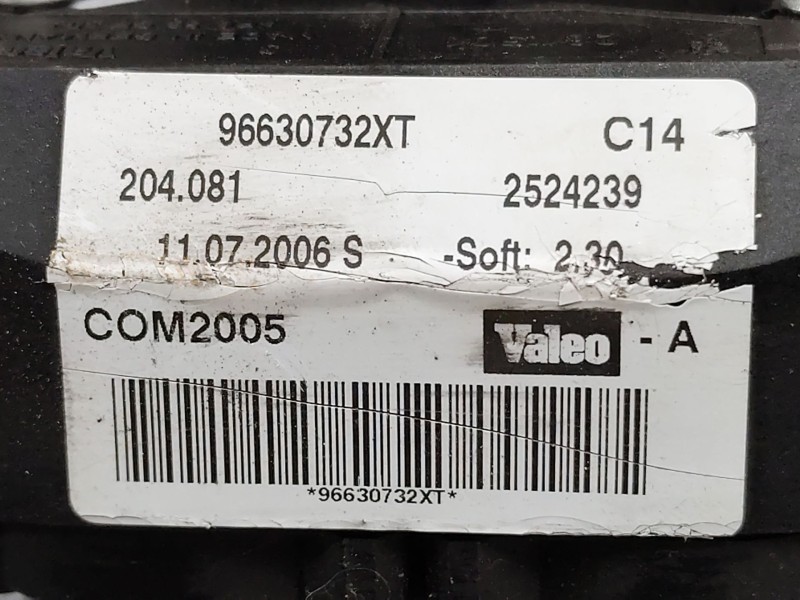 96630732XT C14
204.081 2524239
11.07.2006 S -Soft: 2.30
COM2005 Valeo - A
*96630732XT*